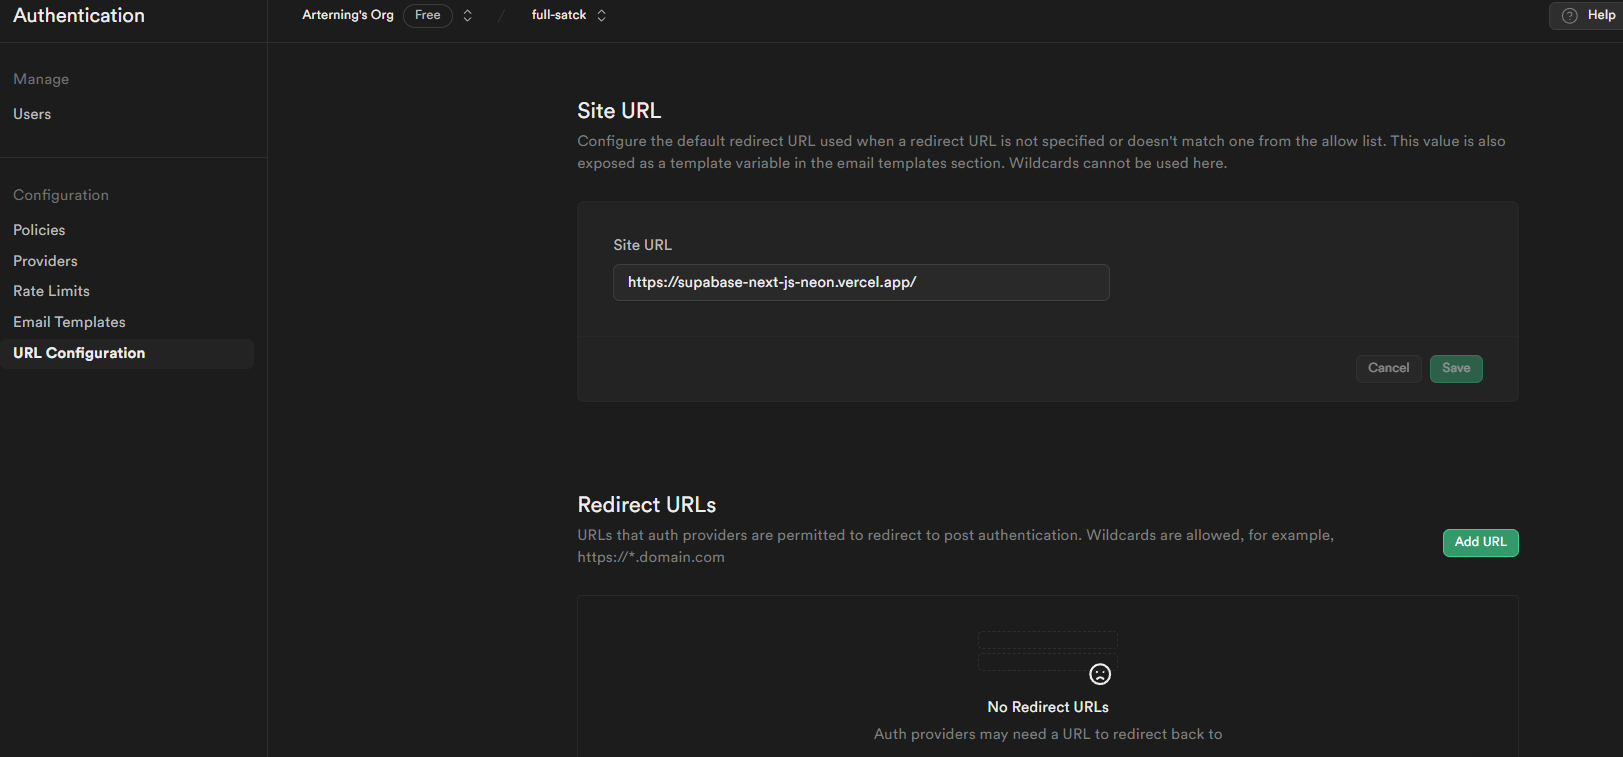 Authentication
Arterning's Org Free / full-satck
Help
Manage
Users
Configuration
Policies
Providers
Rate Limits
Email Templates
URL Configuration
Site URL
Configure the default redirect URL used when a redirect URL is not specified or doesn't match one from the allow list. This value is also
exposed as a template variable in the email templates section. Wildcards cannot be used here.
Site URL
https://supabase-next-js-neon.vercel.app/
Cancel Save
Redirect URLs
URLs that auth providers are permitted to redirect to post authentication. Wildcards are allowed, for example,
https://*.domain.com
Add URL
No Redirect URLs
Auth providers may need a URL to redirect back to